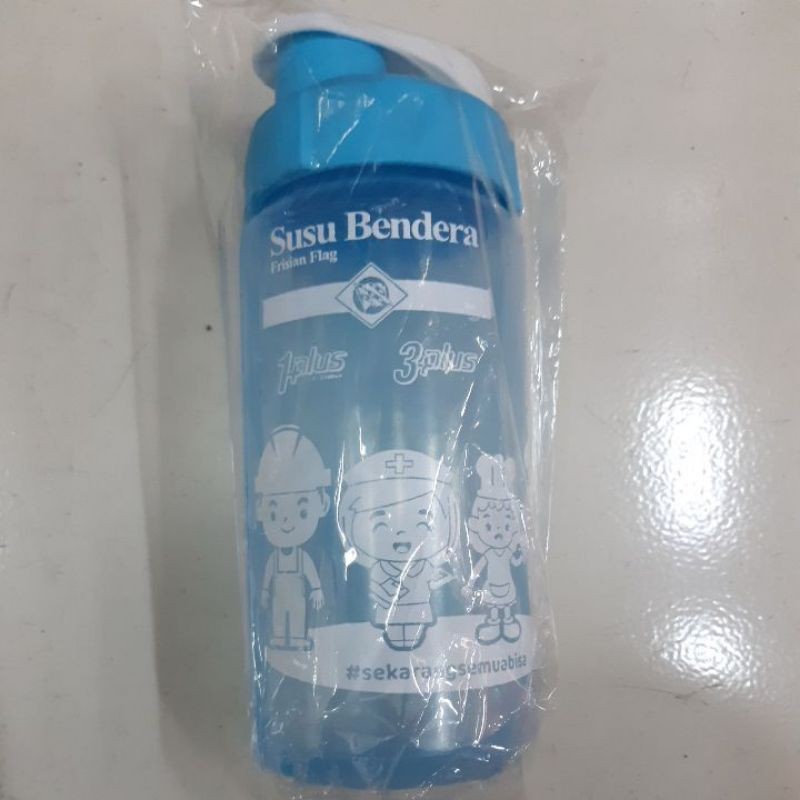 Susu Bendera
Frisian Flag
1plus 3plus
#sekarangsemuabisa